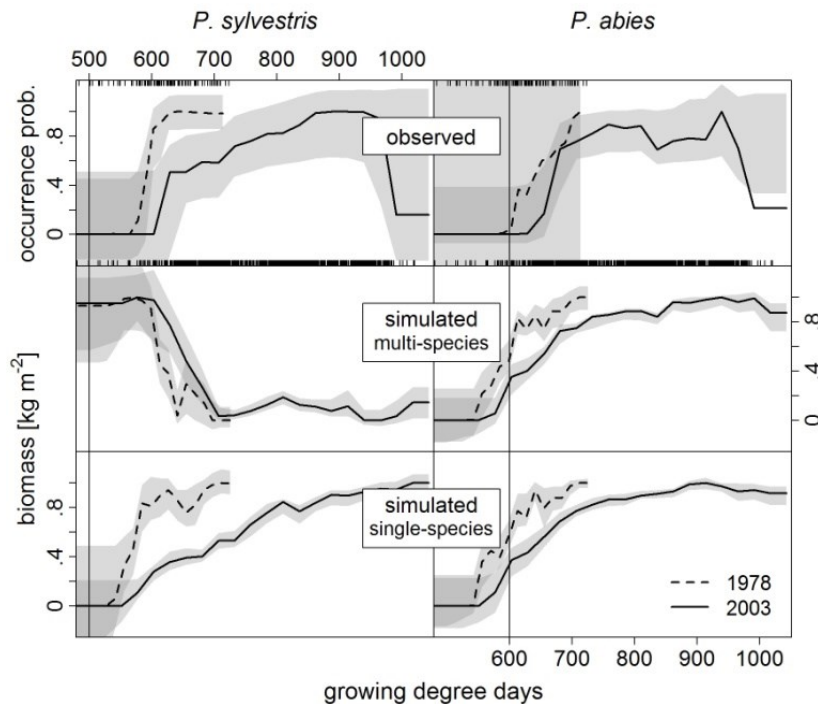 P. sylvestris P. abies
500 600 700 800 900 1000
occurrence prob.
0 .4 .8
observed
biomass [kg m-2]
simulated
multi-species
0 .4 .8
simulated
single-species
0 .4 .8
1978
2003
600 700 800 900 1000
growing degree days